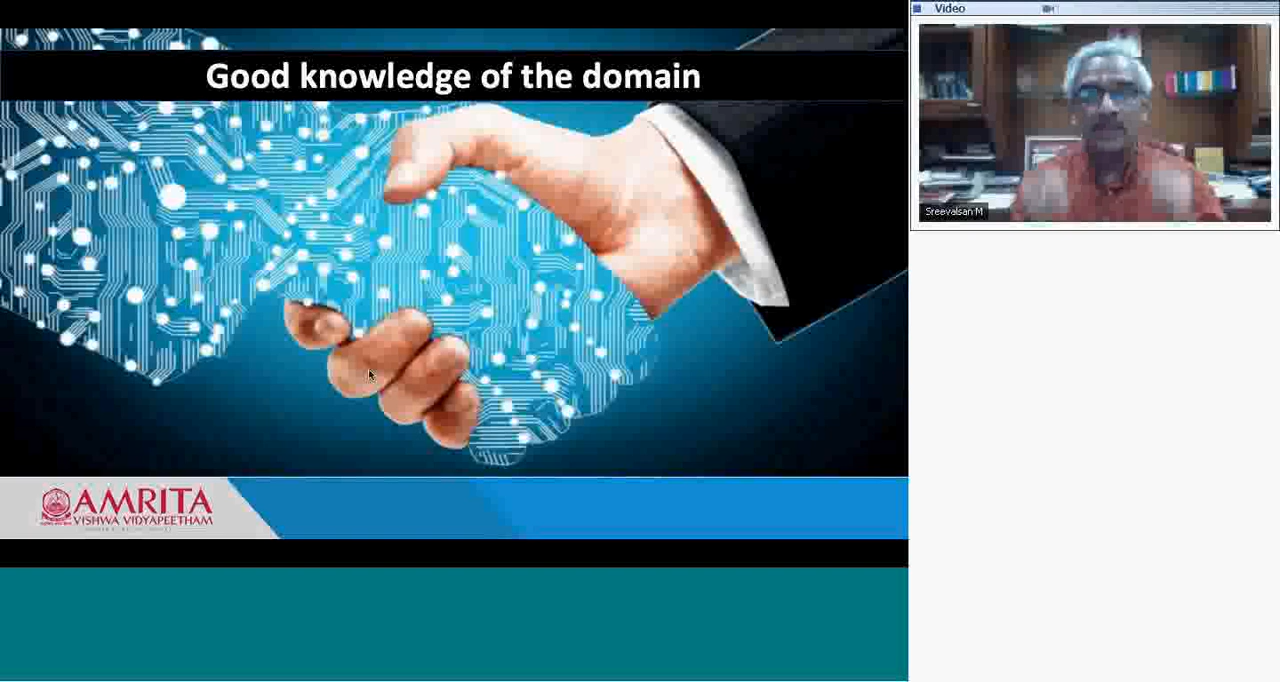 Video
Good knowledge of the domain
Sreevalsan M
AMRITA
VISHWA VIDYAPEETHAM